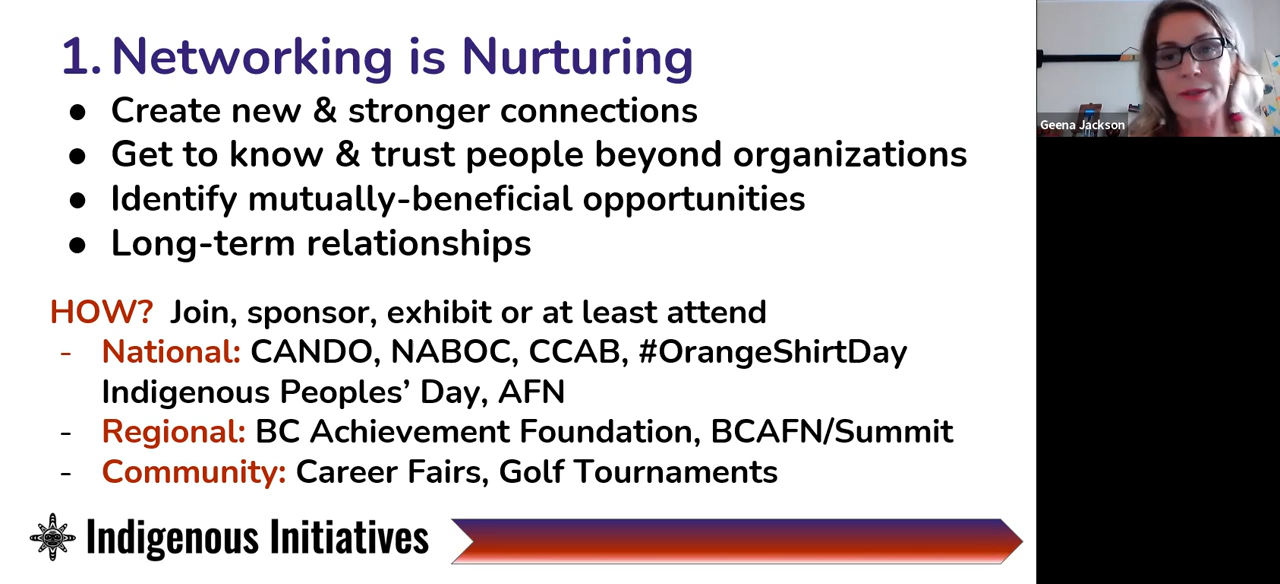 1. Networking is Nurturing
● Create new & stronger connections
● Get to know & trust people beyond organizations
● Identify mutually-beneficial opportunities
● Long-term relationships
HOW? Join, sponsor, exhibit or at least attend
- National: CANDO, NABOC, CCAB, #OrangeShirtDay
Indigenous Peoples’ Day, AFN
- Regional: BC Achievement Foundation, BCAFN/Summit
- Community: Career Fairs, Golf Tournaments
Indigenous Initiatives
Geena Jackson